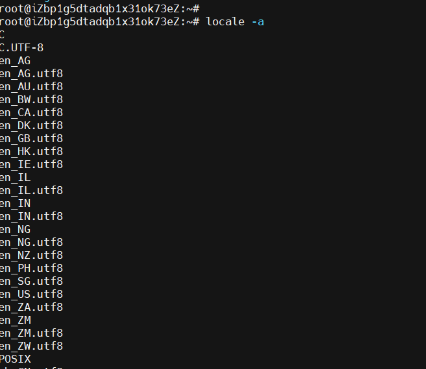 root@iZbp1g5dtadqb1x31ok73eZ:~#
root@iZbp1g5dtadqb1x31ok73eZ:~# locale -a
C
C.UTF-8
en_AG
en_AG.utf8
en_AU.utf8
en_BW.utf8
en_CA.utf8
en_DK.utf8
en_GB.utf8
en_HK.utf8
en_IE.utf8
en_IL
en_IL.utf8
en_IN
en_IN.utf8
en_NG
en_NG.utf8
en_NZ.utf8
en_PH.utf8
en_SG.utf8
en_US.utf8
en_ZA.utf8
en_ZM
en_ZM.utf8
en_ZW.utf8
POSIX